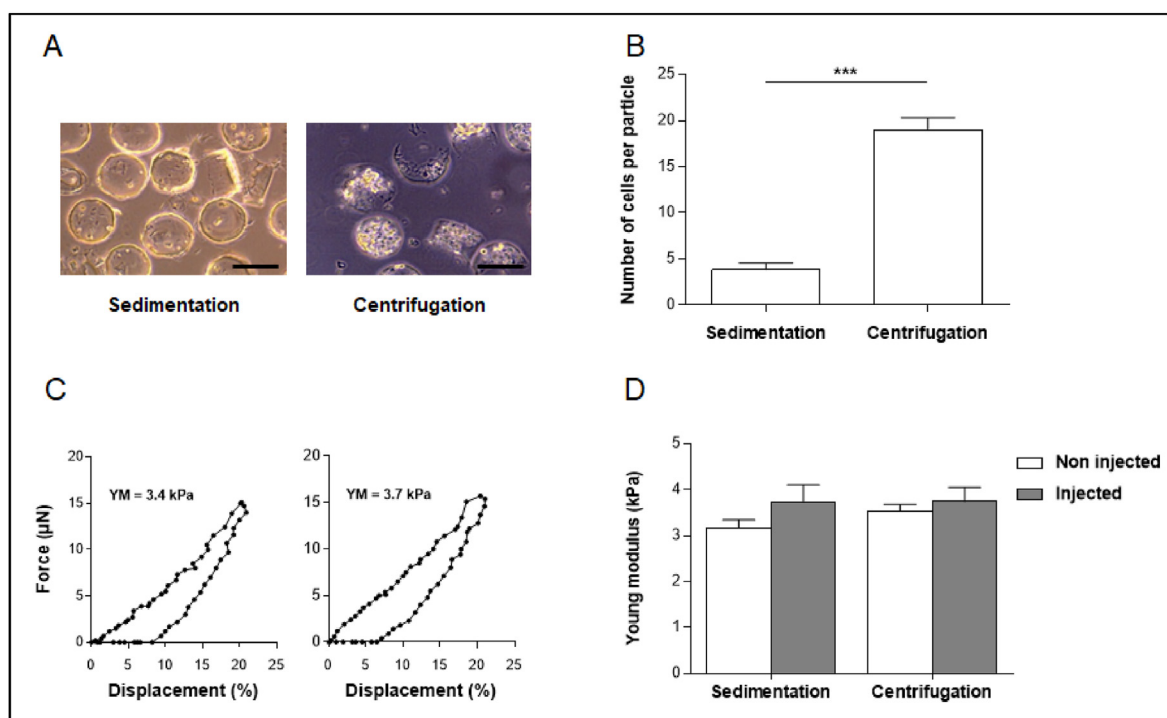 A
Sedimentation
Centrifugation
B
Number of cells per particle
25
20
15
10
5
0
***
Sedimentation
Centrifugation
C
Force (µN)
20
15
10
5
0
YM = 3.4 kPa
0 5 10 15 20 25
Displacement (%)
20
15
10
5
0
YM = 3.7 kPa
0 5 10 15 20 25
Displacement (%)
D
Young modulus (kPa)
5
4
3
2
1
0
Sedimentation
Centrifugation
Non injected
Injected